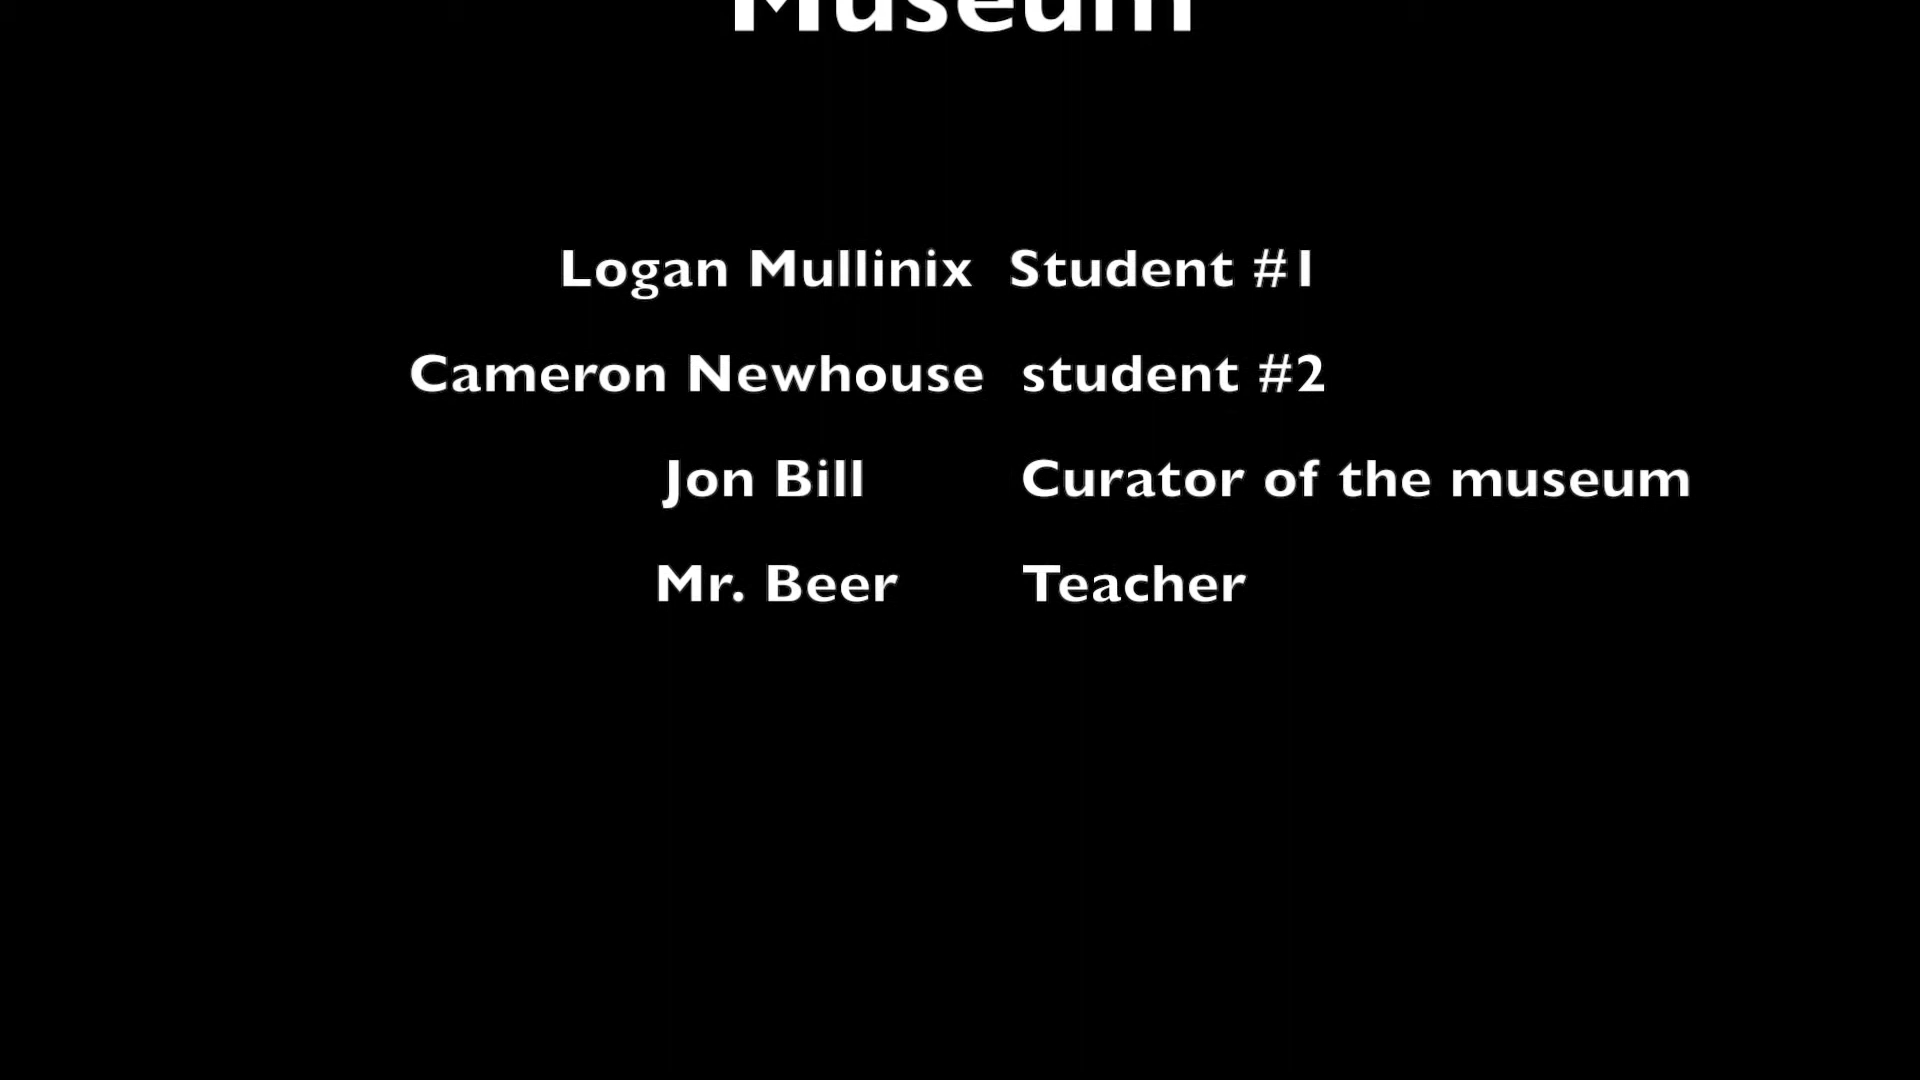 Museum
Logan Mullinix Student #1
Cameron Newhouse student #2
Jon Bill Curator of the museum
Mr. Beer Teacher